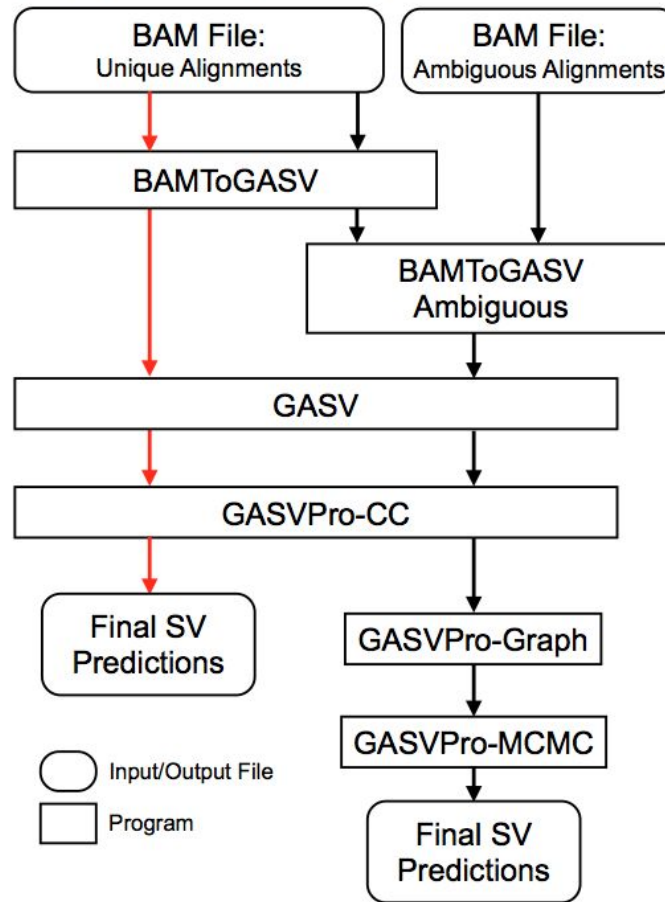 BAM File:
Unique Alignments
BAM File:
Ambiguous Alignments
BAMToGASV
BAMToGASV
Ambiguous
GASV
GASVPro-CC
Final SV
Predictions
GASVPro-Graph
GASVPro-MCMC
Input/Output File
Program
Final SV
Predictions